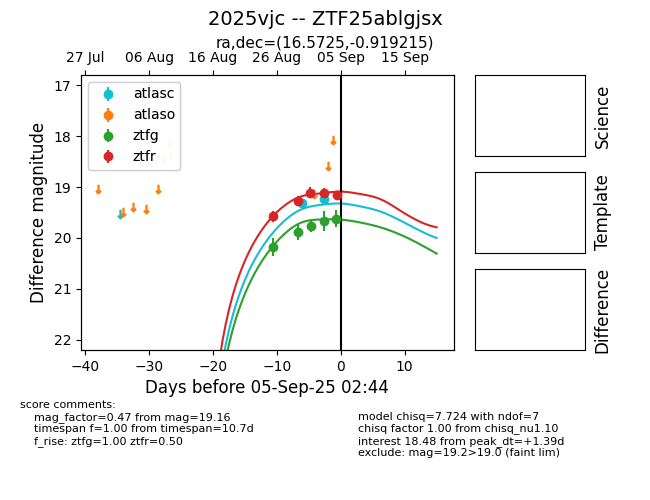 2025vjc -- ZTF25ablgjsx
ra,dec=(16.5725,-0.919215)
27 Jul 06 Aug 16 Aug 26 Aug 05 Sep 15 Sep
17
18
19
20
21
22
Difference magnitude
atlasc
atlaso
ztfg
ztfr
−40 −30 −20 −10 0 10
Days before 05-Sep-25 02:44
Science
Template
Difference
score comments:
mag_factor=0.47 from mag=19.16
timespan f=1.00 from timespan=10.7d
f_rise: ztfg=1.00 ztfr=0.50
model chisq=7.724 with ndof=7
chisq factor 1.00 from chisq_nu1.10
interest 18.48 from peak_dt=+1.39d
exclude: mag=19.2>19.0 (faint lim)